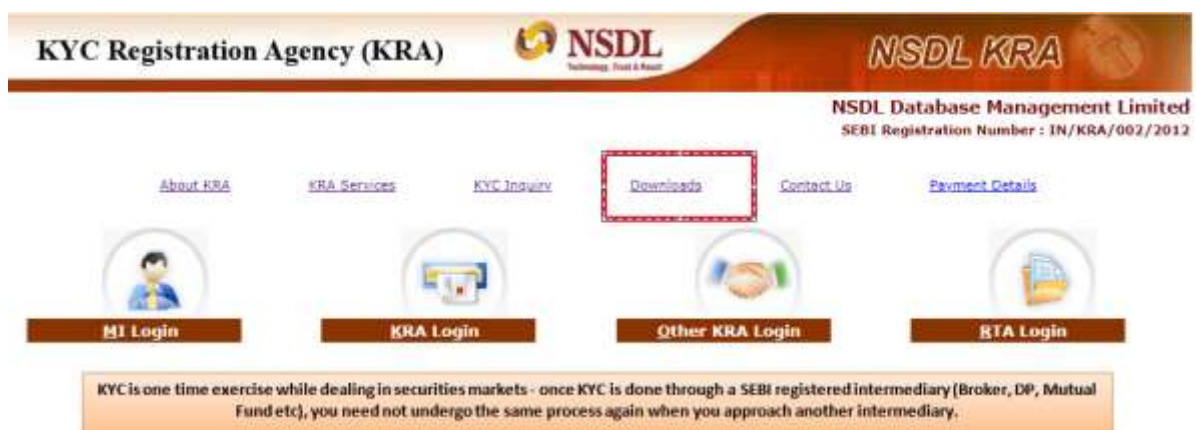 KYC Registration Agency (KRA)
NSDL
Technology, Trust & Reach
NSDL KRA
NSDL Database Management Limited
SEBI Registration Number : IN/KRA/002/2012
About KRA KRA Services KYC Inquiry Downloads Contact Us Payment Details
MI Login KRA Login Other KRA Login RTA Login
KYC is one time exercise while dealing in securities markets - once KYC is done through a SEBI registered intermediary (Broker, DP, Mutual
Fund etc), you need not undergo the same process again when you approach another intermediary.